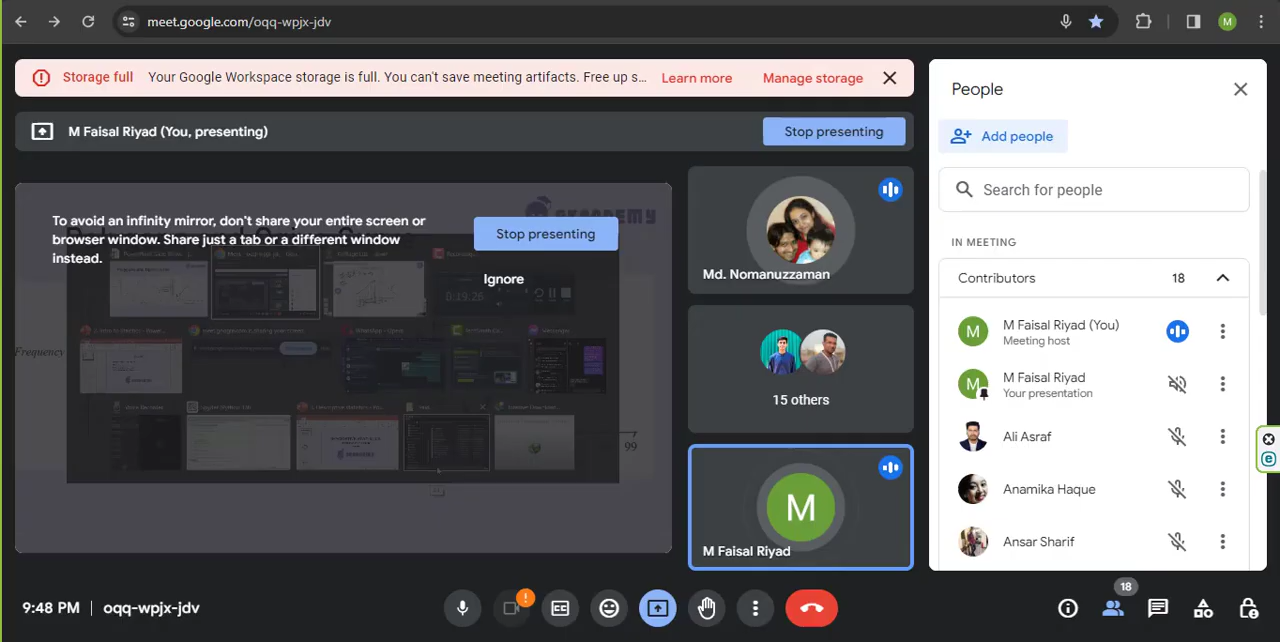 meet.google.com/oqq-wpjx-jdv
M
Storage full Your Google Workspace storage is full. You can't save meeting artifacts. Free up s... Learn more Manage storage
M Faisal Riyad (You, presenting)
Stop presenting
To avoid an infinity mirror, don't share your entire screen or
browser window. Share just a tab or a different window
instead.
Stop presenting
Ignore
Frequency
0:19:26
99
Md. Nomanuzzaman
15 others
M
M Faisal Riyad
People
Add people
Search for people
IN MEETING
Contributors 18
M
M Faisal Riyad (You)
Meeting host
M
M Faisal Riyad
Your presentation
Ali Asraf
Anamika Haque
Ansar Sharif
9:48 PM | oqq-wpjx-jdv
18